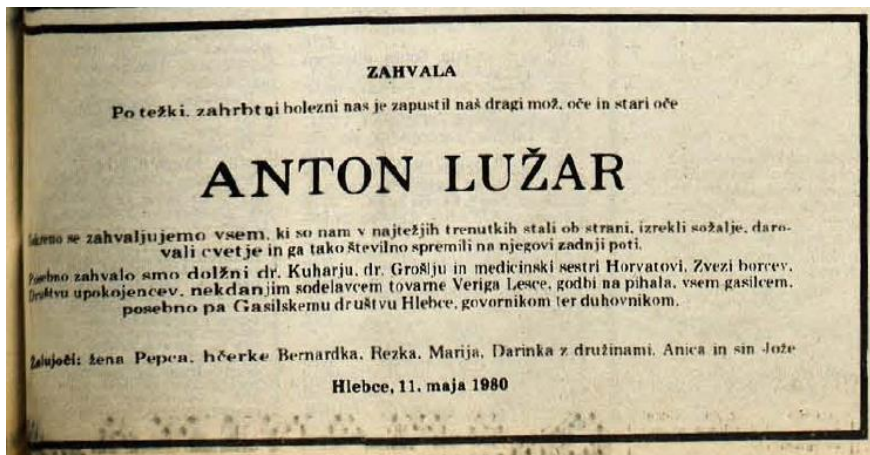 ZAHVALA
Po težki, zahrbtni bolezni nas je zapustil naš dragi mož, oče in stari oče
ANTON LUŽAR
Iskreno se zahvaljujemo vsem, ki so nam v najtežjih trenutkih stali ob strani, izrekli sožalje, daro-
vali cvetje in ga tako številno spremili na njegovi zadnji poti.
Posebno zahvalo smo dolžni dr. Kuharju, dr. Grošlju in medicinski sestri Horvatovi, Zvezi borcev,
Društvu upokojencev, nekdanjim sodelavcem tovarne Veriga Lesce, godbi na pihala, vsem gasilcem,
posebno pa Gasilskemu društvu Hlebce, govornikom ter duhovnikom.
Žalujoči: žena Pepca, hčerke Bernardka, Rezka, Marija, Darinka z družinami, Anica in sin Jože
Hlebce, 11. maja 1980